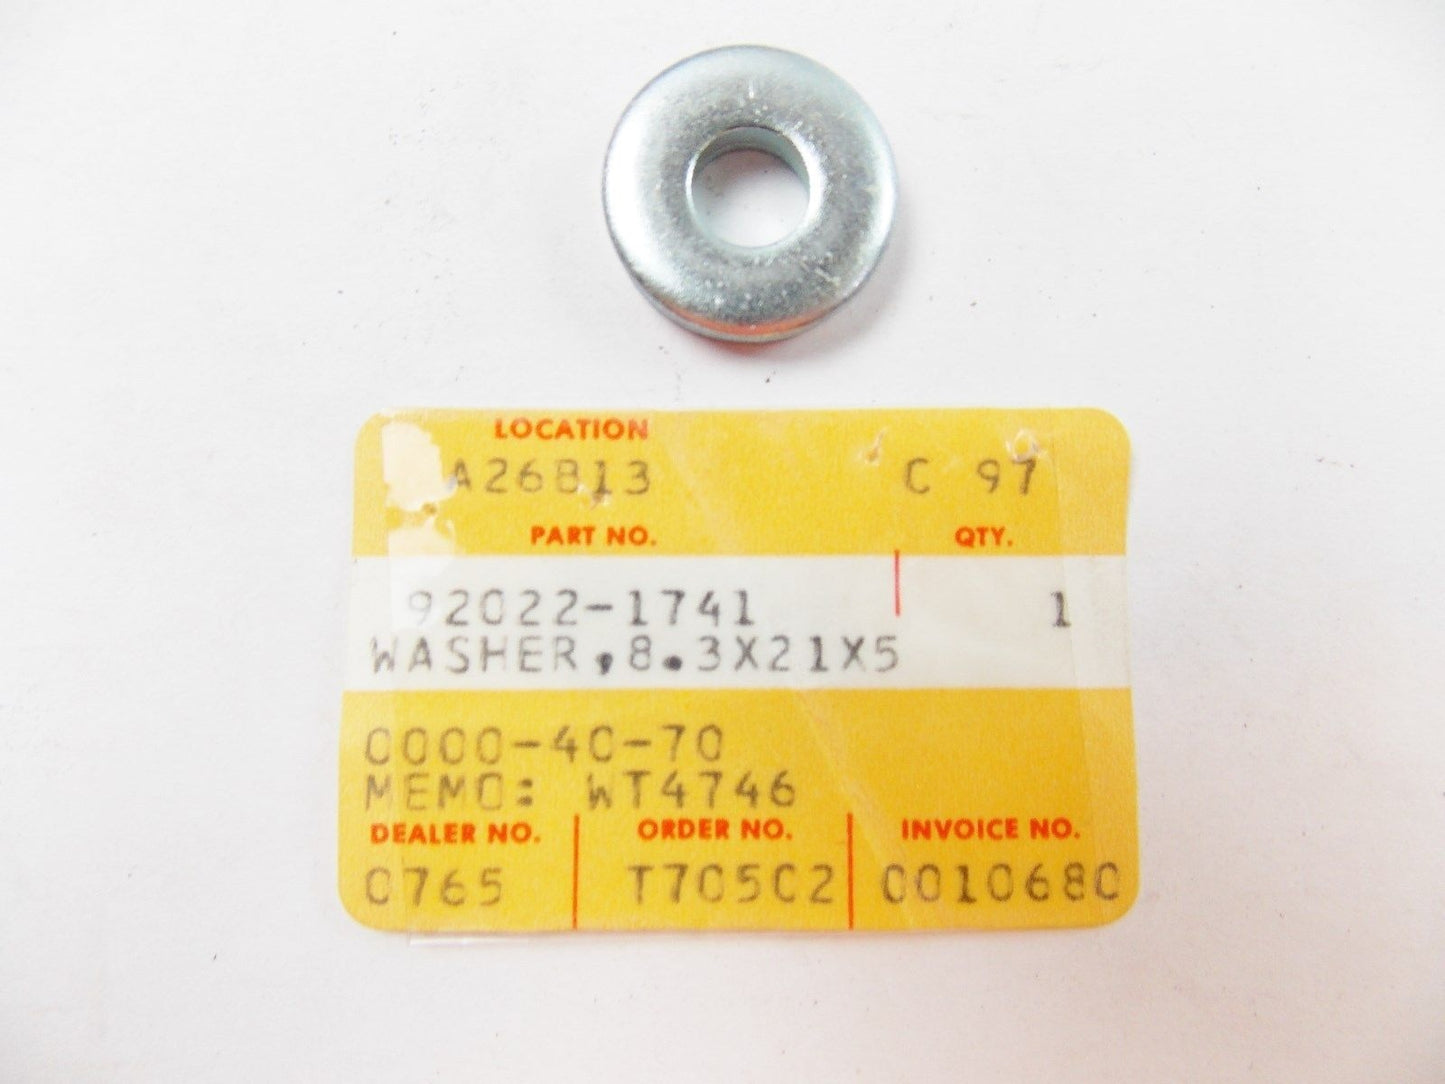 LOCATION
A26B13 C 97
PART NO. QTY.
92022-1741 1
WASHER,8.3X21X5
0000-40-70
MEMO: WT4746
DEALER NO. ORDER NO. INVOICE NO.
0765 T70502 0010680